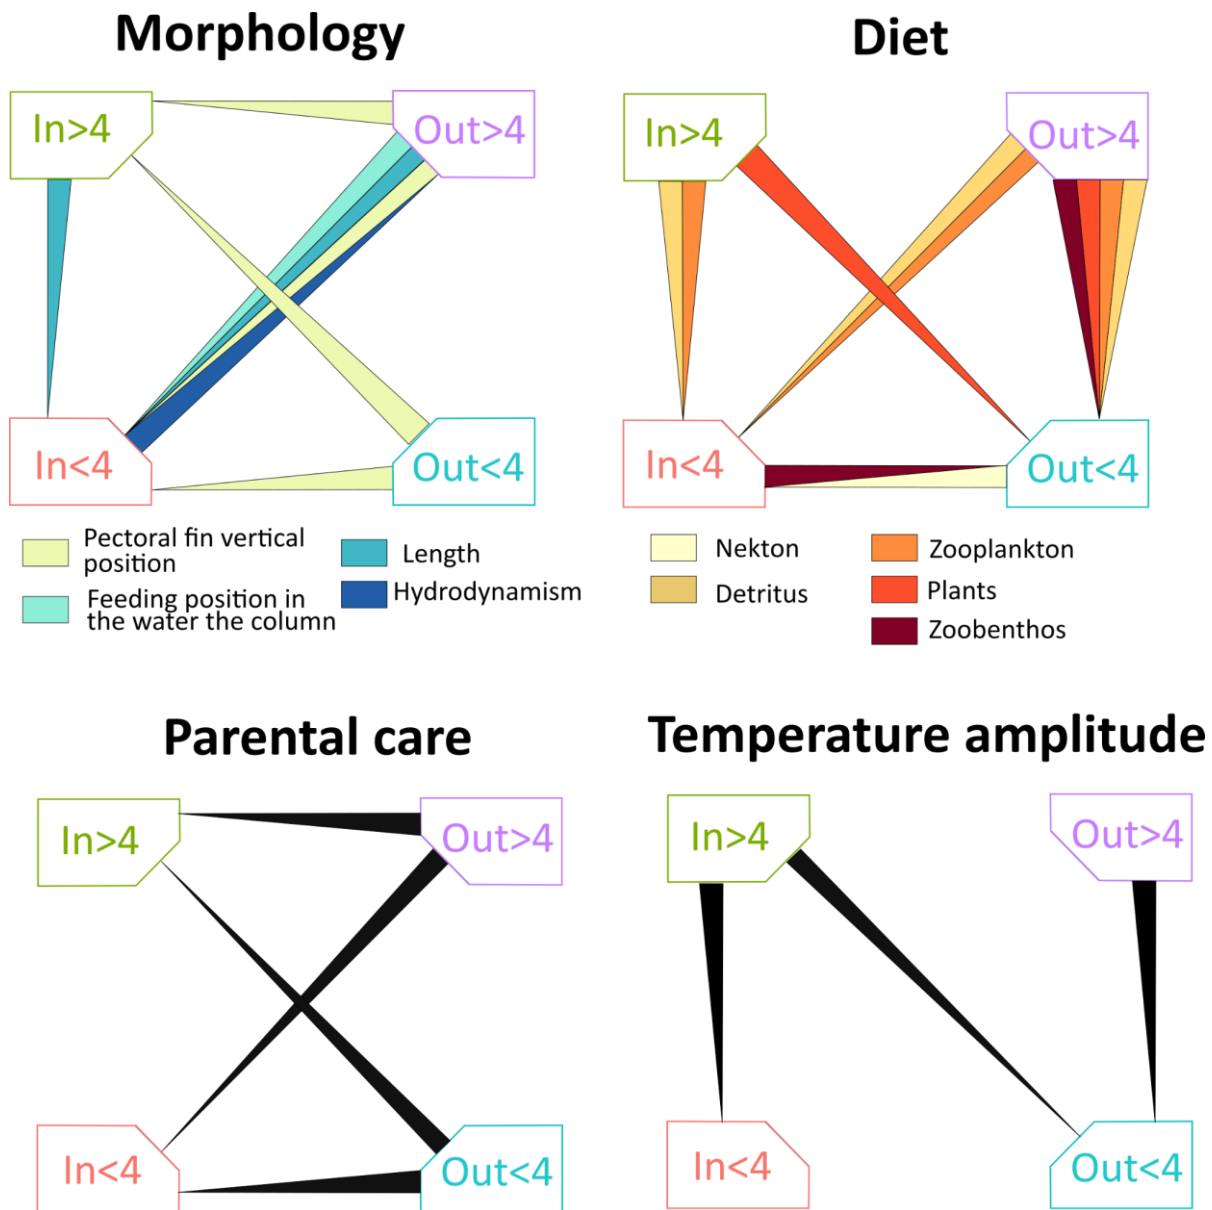 Morphology
Diet
In>4
Out>4
In>4
Out>4
In<4
Out<4
In<4
Out<4
Pectoral fin vertical
position
Feeding position in
the water the column
Length
Hydrodynamism
Nekton
Detritus
Zooplankton
Plants
Zoobenthos
Parental care
Temperature amplitude
In>4
Out>4
In>4
Out>4
In<4
Out<4
In<4
Out<4